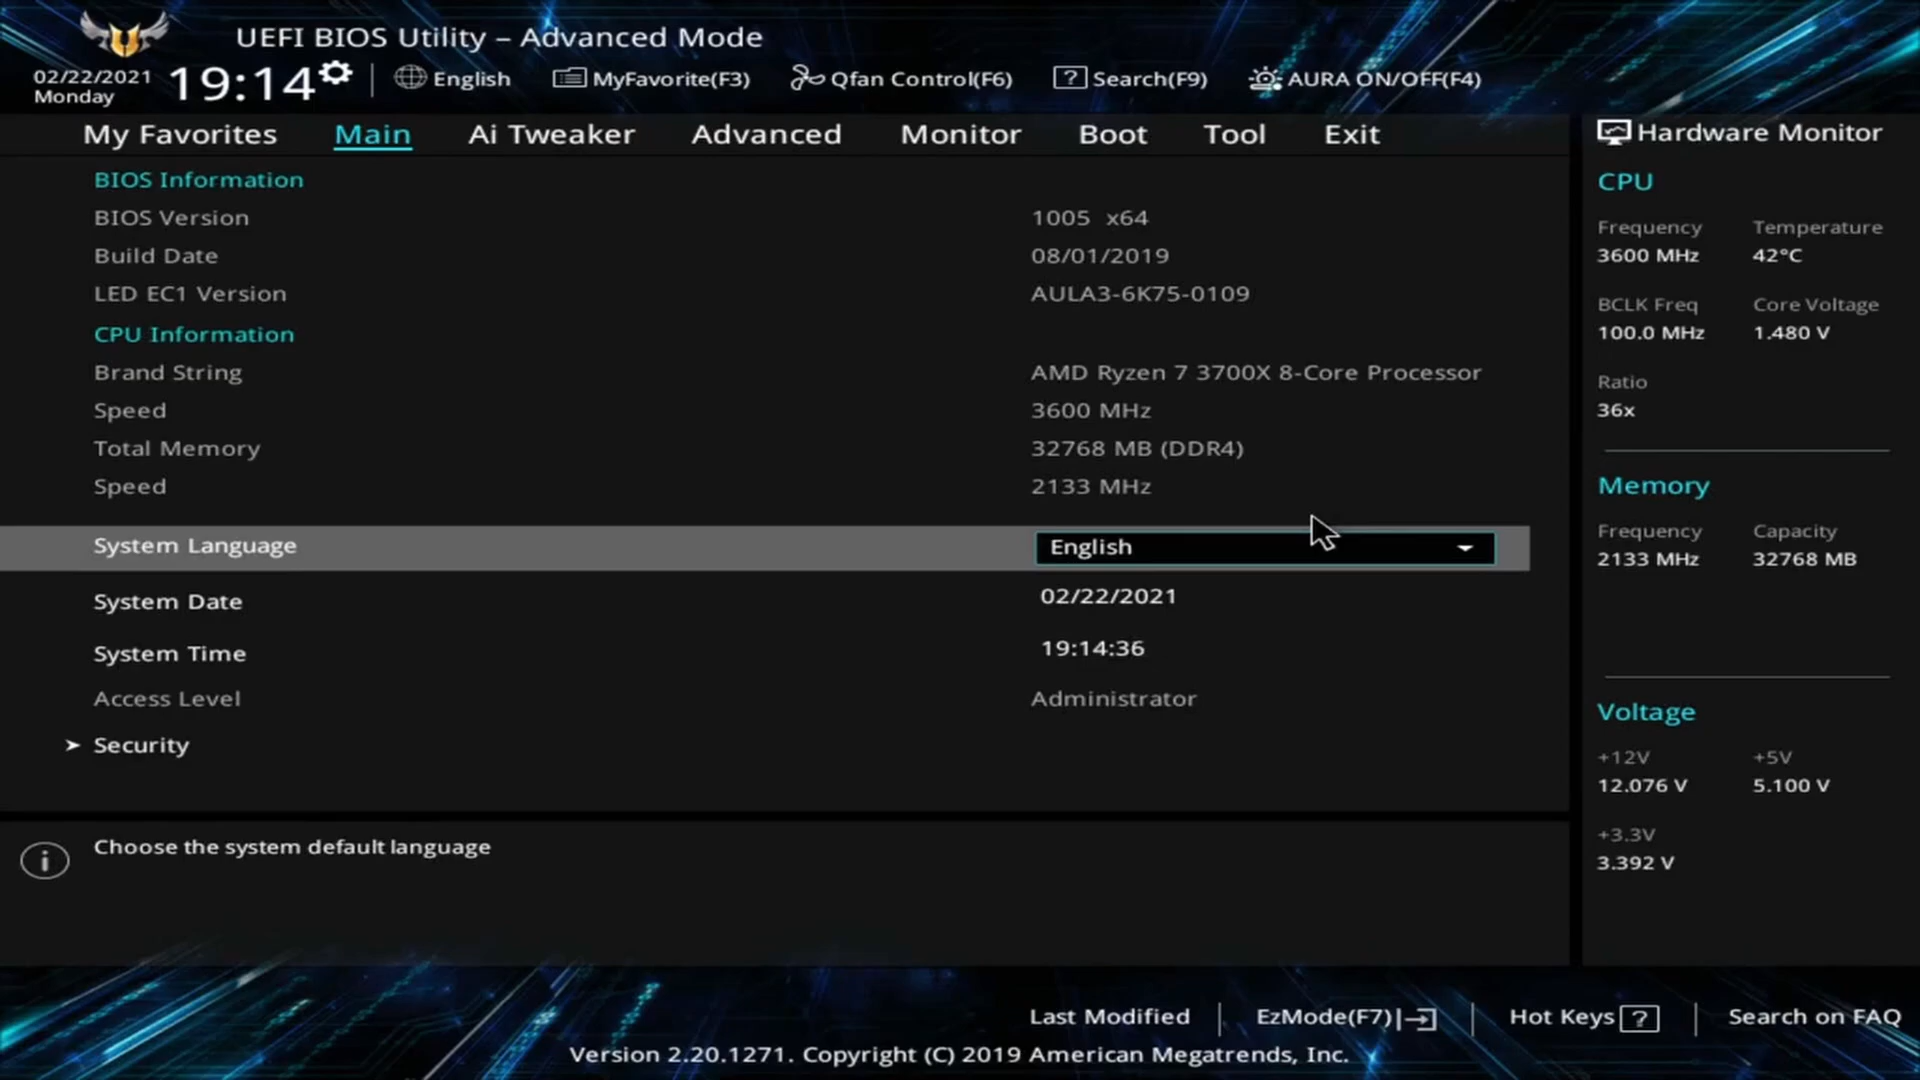 UEFI BIOS Utility – Advanced Mode
02/22/2021
Monday
19:14
English
MyFavorite(F3)
Qfan Control(F6)
? Search(F9)
AURA ON/OFF(F4)
My Favorites Main Ai Tweaker Advanced Monitor Boot Tool Exit
BIOS Information
BIOS Version 1005 x64
Build Date 08/01/2019
LED EC1 Version AULA3-6K75-0109
CPU Information
Brand String AMD Ryzen 7 3700X 8-Core Processor
Speed 3600 MHz
Total Memory 32768 MB (DDR4)
Speed 2133 MHz
System Language English
System Date 02/22/2021
System Time 19:14:36
Access Level Administrator
Security
i Choose the system default language
Hardware Monitor
CPU
Frequency Temperature
3600 MHz 42°C
BCLK Freq Core Voltage
100.0 MHz 1.480 V
Ratio
36x
Memory
Frequency Capacity
2133 MHz 32768 MB
Voltage
+12V +5V
12.076 V 5.100 V
+3.3V
3.392 V
Last Modified EzMode(F7) Hot Keys ? Search on FAQ
Version 2.20.1271. Copyright (C) 2019 American Megatrends, Inc.